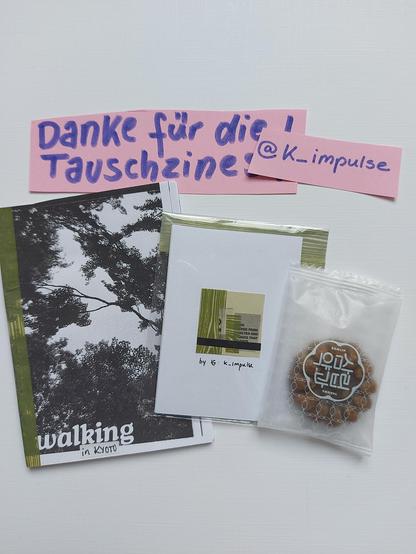 Danke für die !
Tauschzines
@K_impulse
by IG: k_impulse
walking
in KYOTO